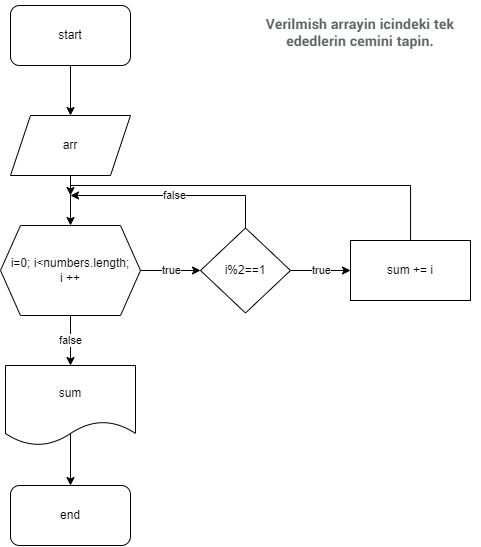 Verilmish arrayin icindeki tek
ededlerin cemini tapin.
start
arr
false
i=0; i<numbers.length;
i ++
true
i%2==1
true
sum += i
false
sum
end